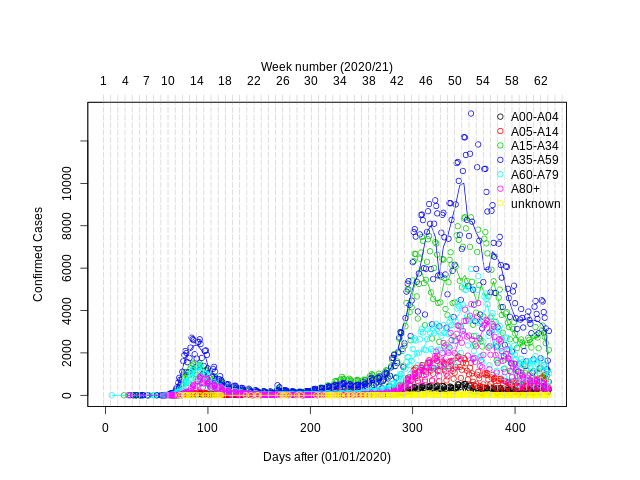 Week number (2020/21)
1 4 7 10 14 18 22 26 30 34 38 42 46 50 54 58 62
A00-A04
A05-A14
A15-A34
A35-A59
A60-A79
A80+
unknown
Confirmed Cases
10000
8000
6000
4000
2000
0
0 100 200 300 400
Days after (01/01/2020)